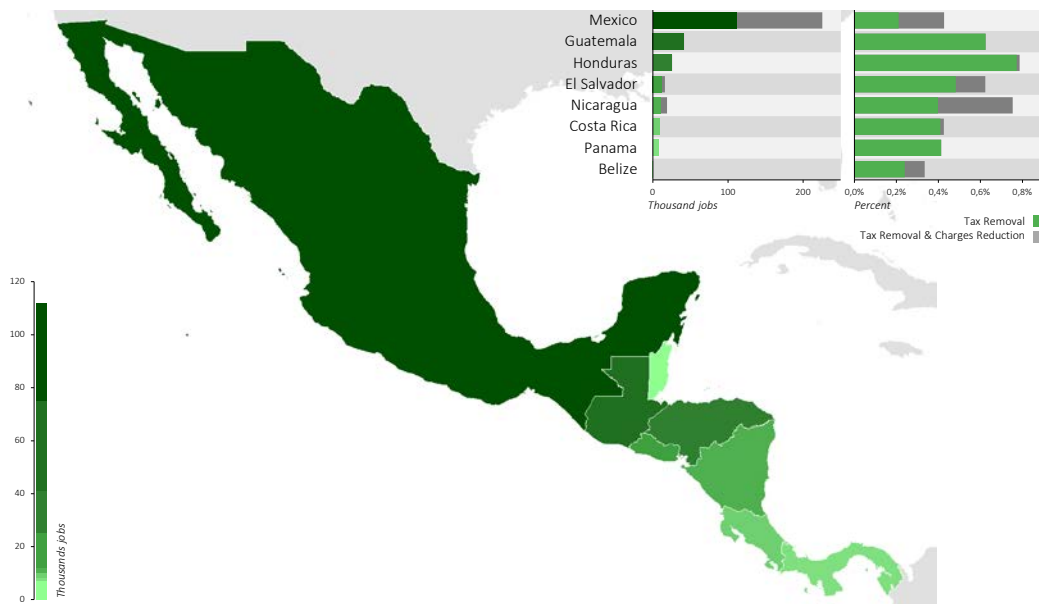 Mexico
Guatemala
Honduras
El Salvador
Nicaragua
Costa Rica
Panama
Belize
0 100 200
Thousand jobs
0,0% 0,2% 0,4% 0,6% 0,8%
Percent
Tax Removal
Tax Removal & Charges Reduction
120
100
80
60
40
20
0
Thousands jobs